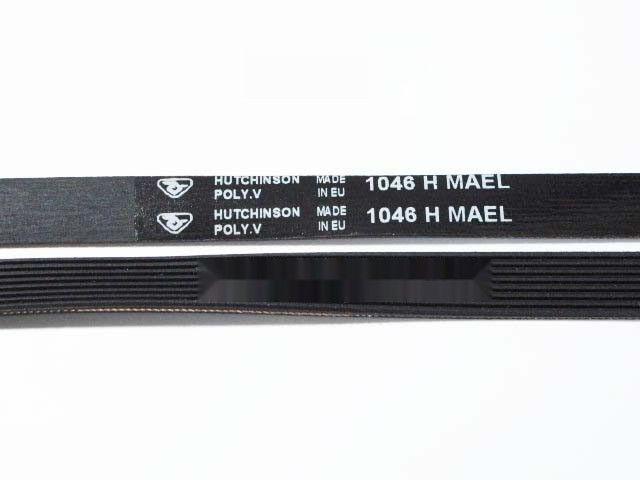 HUTCHINSON MADE 1046 H MAEL
POLY.V IN EU
HUTCHINSON MADE 1046 H MAEL
POLY.V IN EU